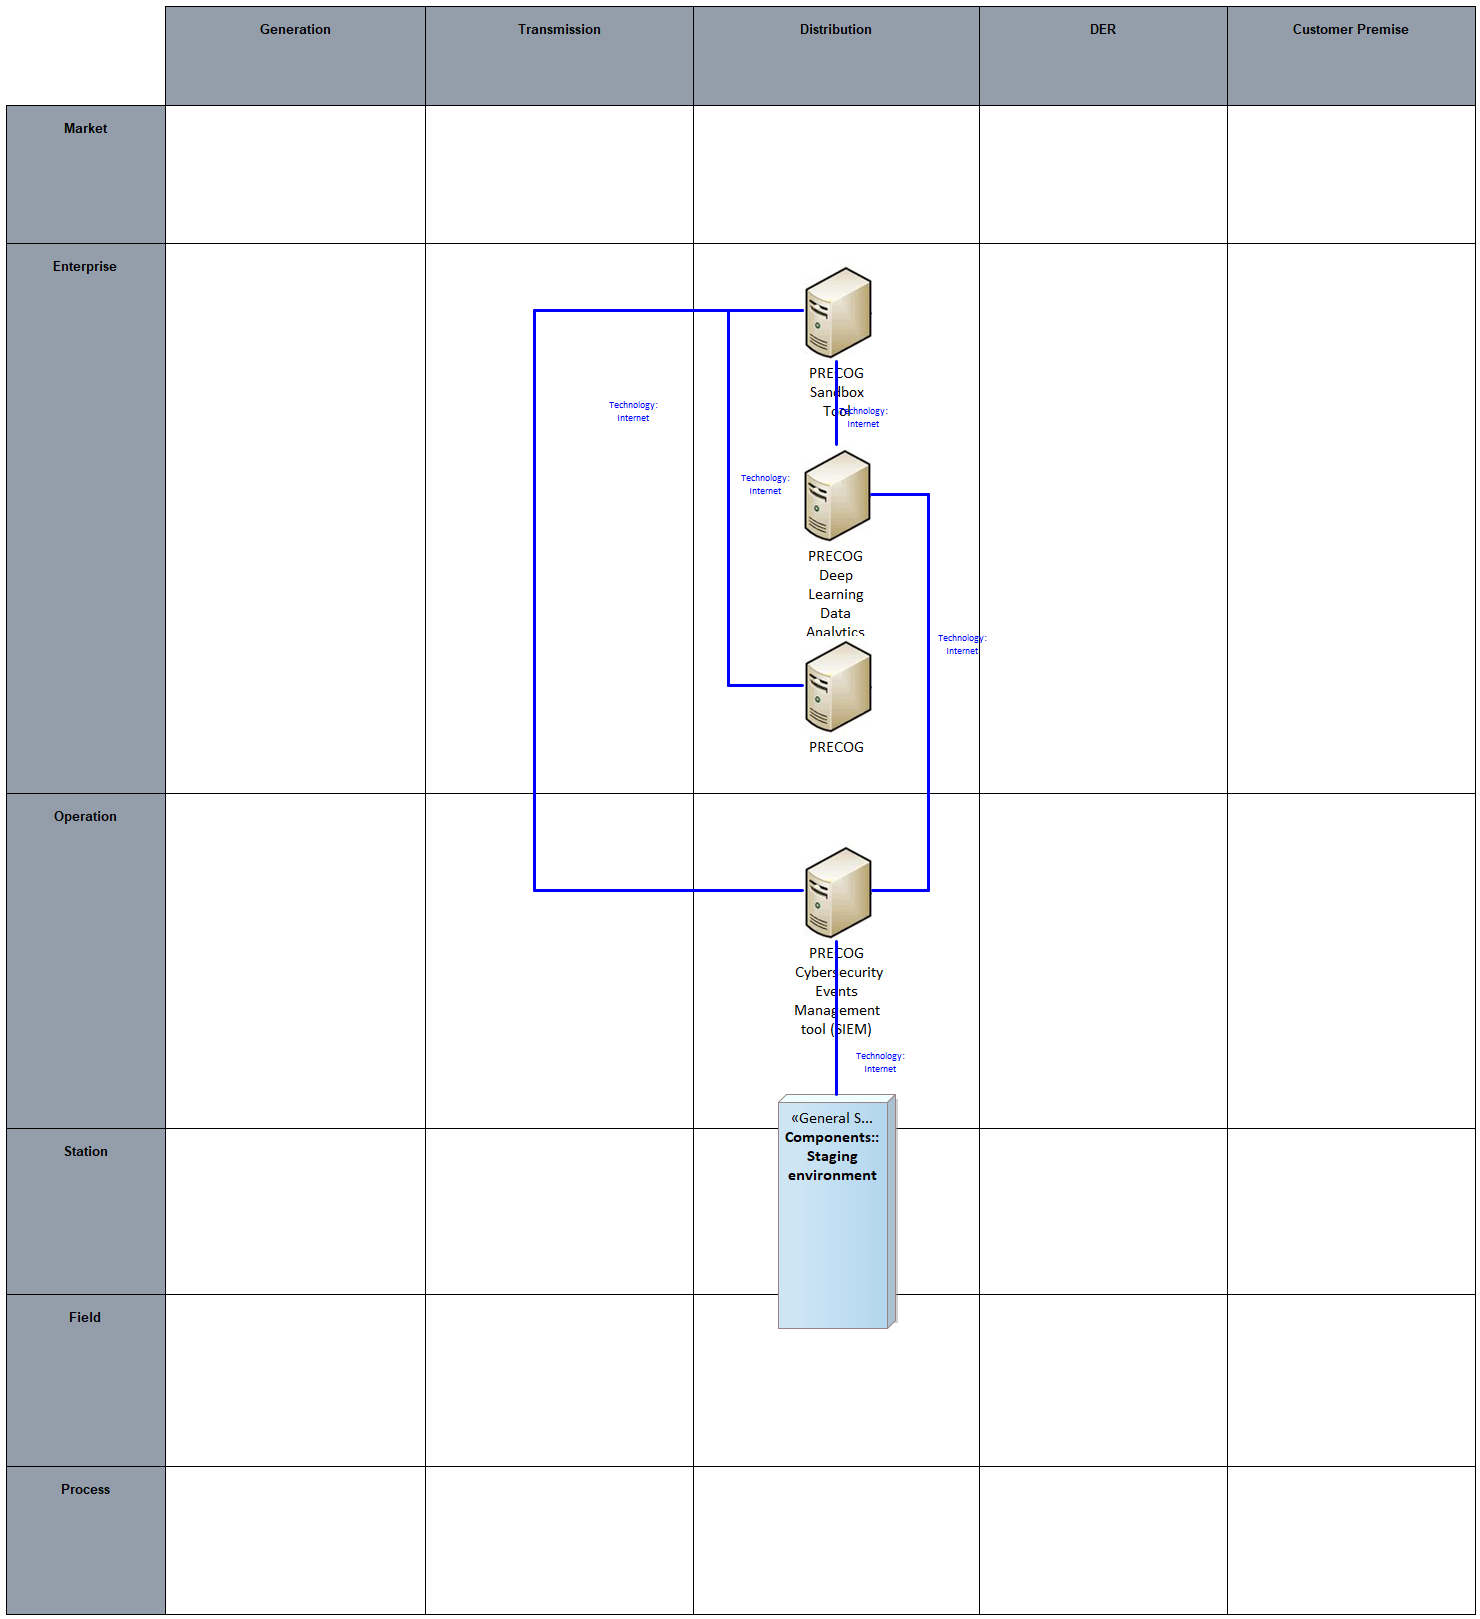 Generation
Transmission
Distribution
DER
Customer Premise
Market
Enterprise
PRECOG
Sandbox
Tool
Technology:
Internet
Technology:
Internet
Technology:
Internet
PRECOG
Deep
Learning
Data
Analytics
Technology:
Internet
PRECOG
Operation
PRECOG
Cybersecurity
Events
Management
tool (SIEM)
Technology:
Internet
«General S...
Components::
Staging
environment
Station
Field
Process